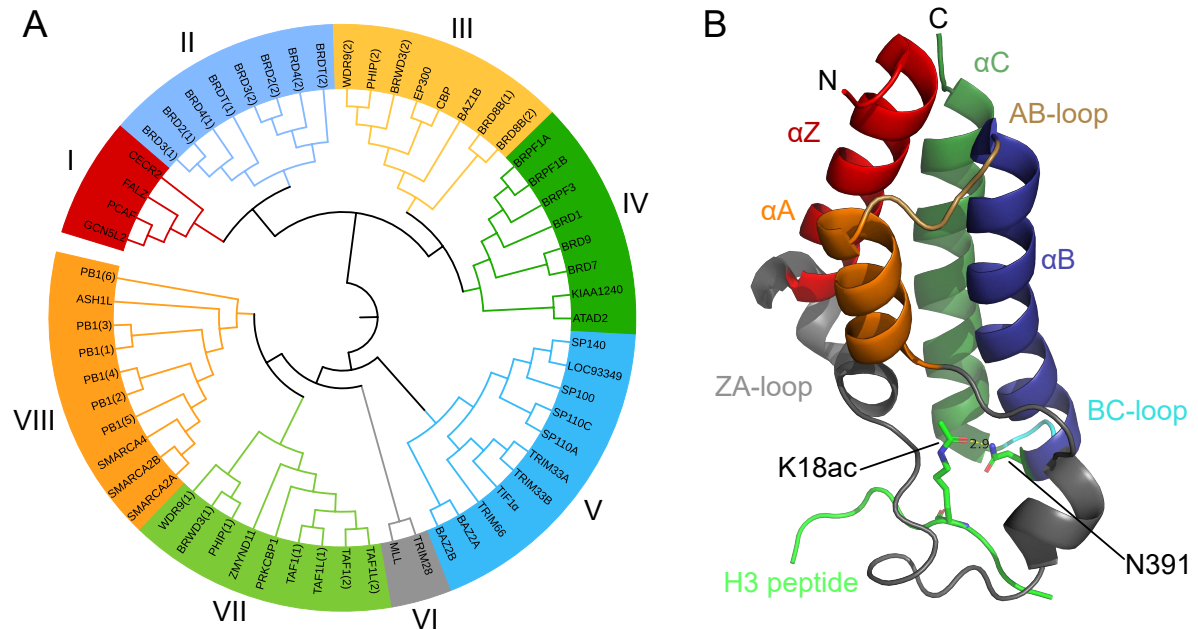 A
I
II
III
IV
V
VI
VII
VIII
GCN5L2
PCAF
FALZ
CECR2
BRD3(1)
BRD2(1)
BRD4(1)
BRDT(1)
BRD3(2)
BRD2(2)
BRD4(2)
BRDT(2)
WDR9(2)
PHIP(2)
BRWD3(2)
EP300
CBP
BAZ1B
BRD8B(1)
BRD8B(2)
BRPF1A
BRPF1B
BRPF3
BRD1
BRD9
BRD7
KIAA1240
ATAD2
SP140
LOC93349
SP100
SP110C
SP110A
TRIM33A
TRIM33B
TIF1α
TRIM66
BAZ2A
BAZ2B
TRIM28
MLL
TAF1L(2)
TAF1(2)
TAF1L(1)
TAF1(1)
PRKCBP1
ZMYND11
PHIP(1)
BRWD3(1)
WDR9(1)
SMARCA2A
SMARCA2B
SMARCA4
PB1(5)
PB1(2)
PB1(4)
PB1(1)
PB1(3)
ASH1L
PB1(6)
B
C
N
αC
αZ
AB-loop
αA
αB
ZA-loop
BC-loop
2.9
K18ac
N391
H3 peptide